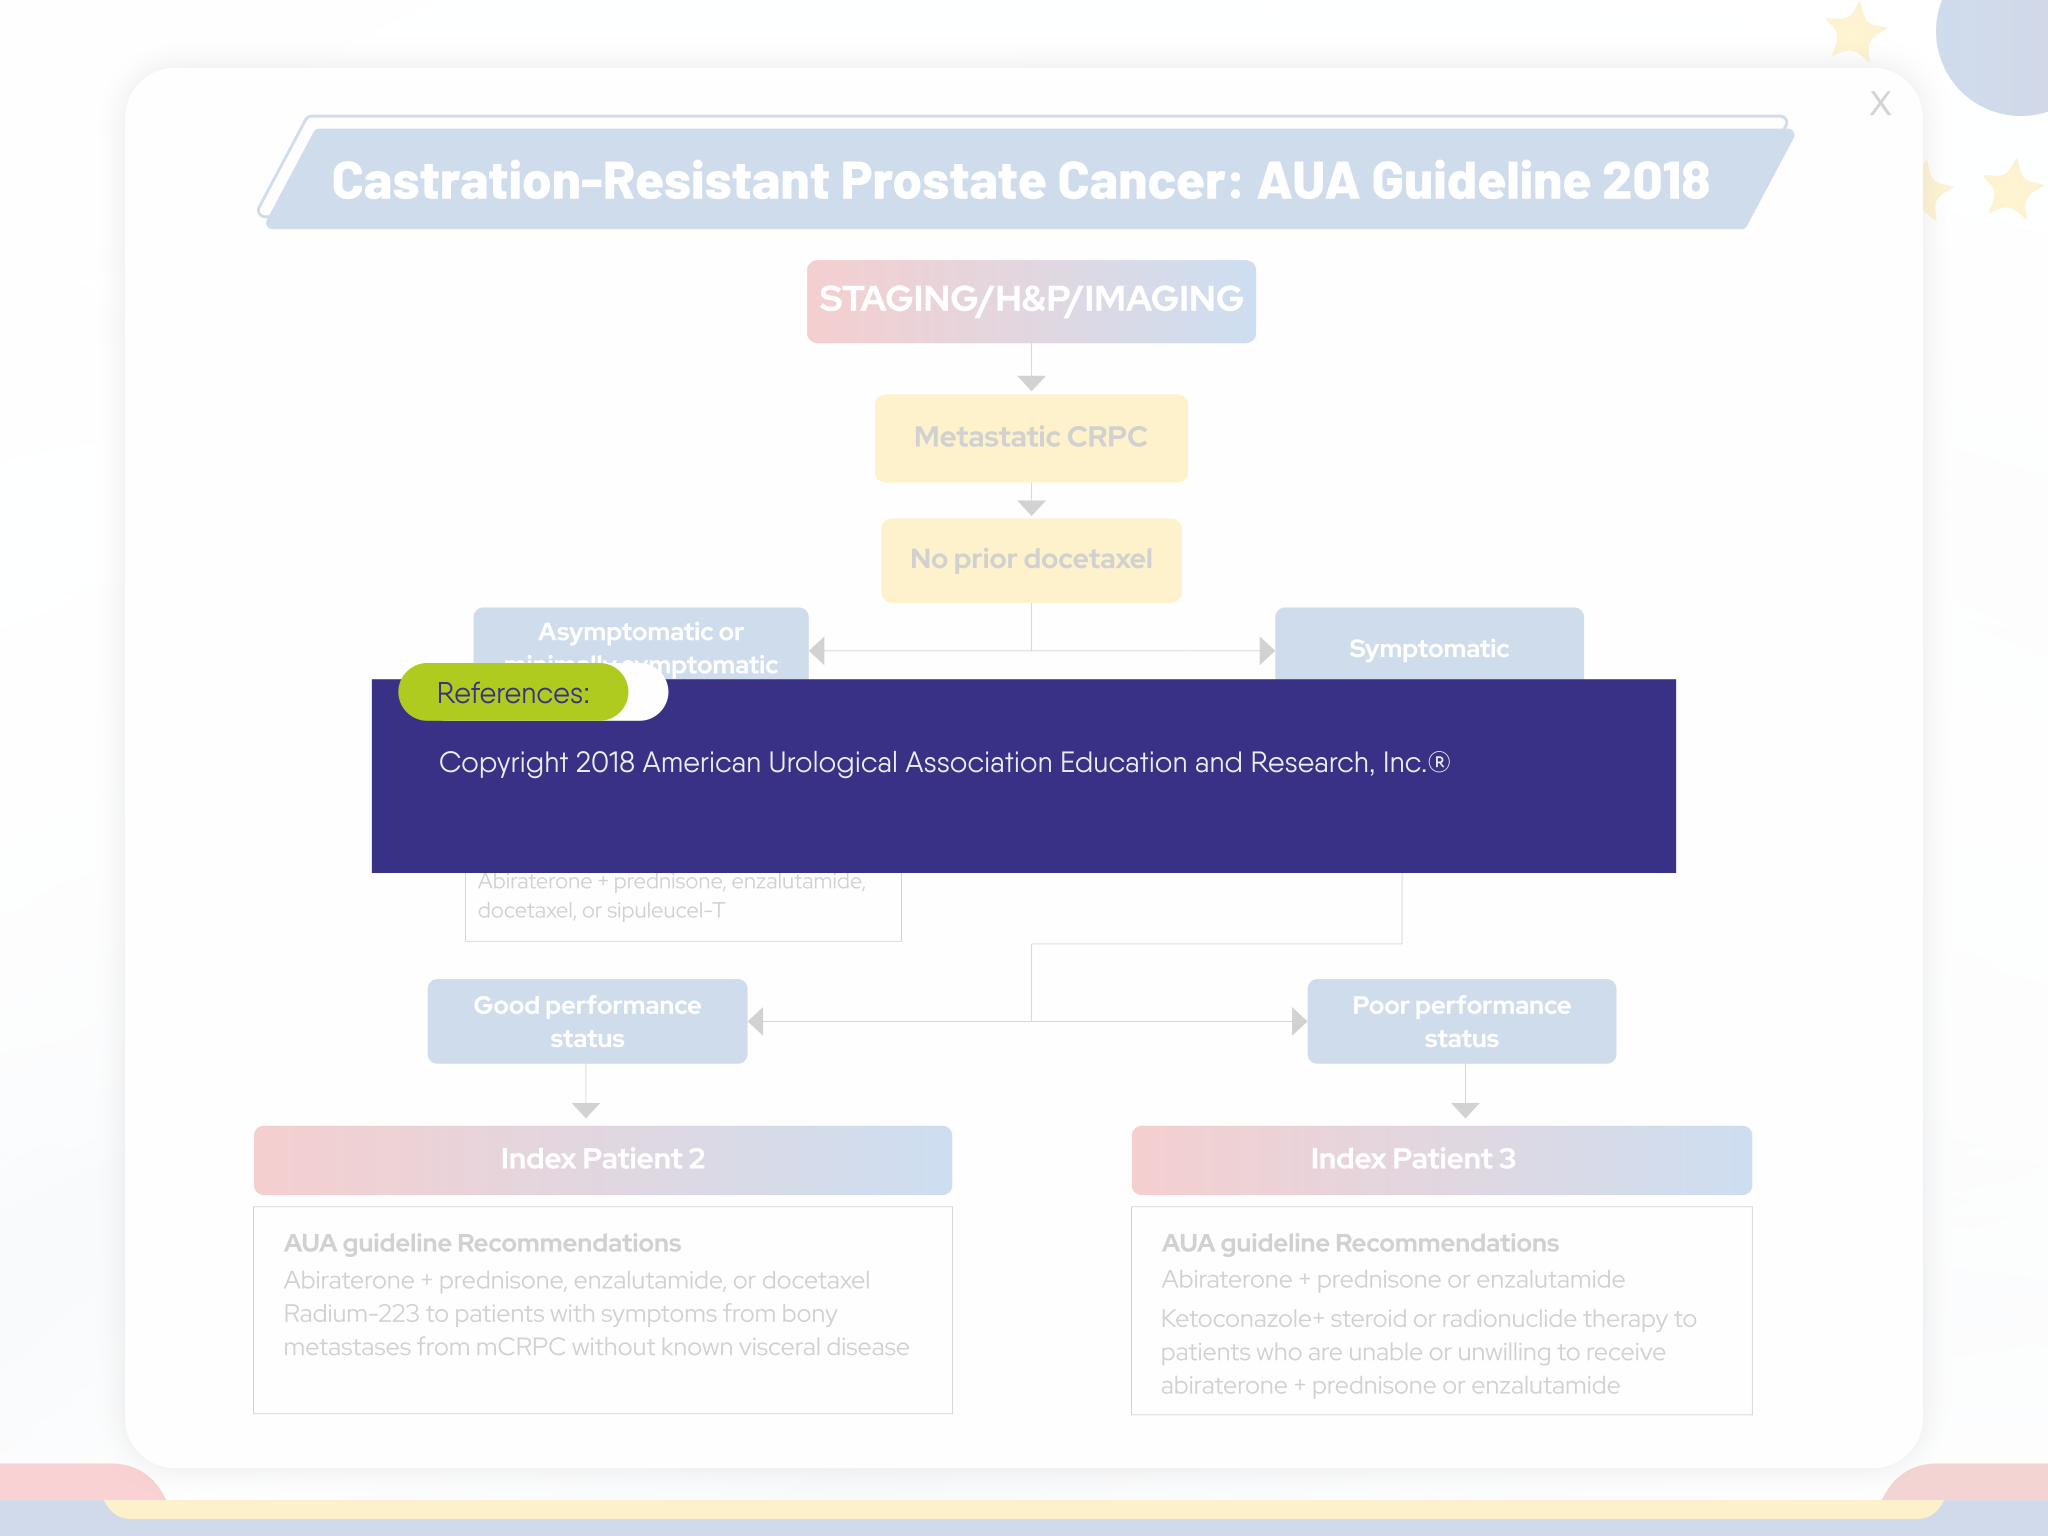 X
Castration-Resistant Prostate Cancer: AUA Guideline 2018
STAGING/H&P/IMAGING
Metastatic CRPC
No prior docetaxel
Asymptomatic or
minimally symptomatic
Symptomatic
References:
Copyright 2018 American Urological Association Education and Research, Inc.®
Abiraterone + prednisone, enzalutamide,
docetaxel, or sipuleucel-T
Good performance
status
Poor performance
status
Index Patient 2
AUA guideline Recommendations
Abiraterone + prednisone, enzalutamide, or docetaxel
Radium-223 to patients with symptoms from bony
metastases from mCRPC without known visceral disease
Index Patient 3
AUA guideline Recommendations
Abiraterone + prednisone or enzalutamide
Ketoconazole+ steroid or radionuclide therapy to
patients who are unable or unwilling to receive
abiraterone + prednisone or enzalutamide